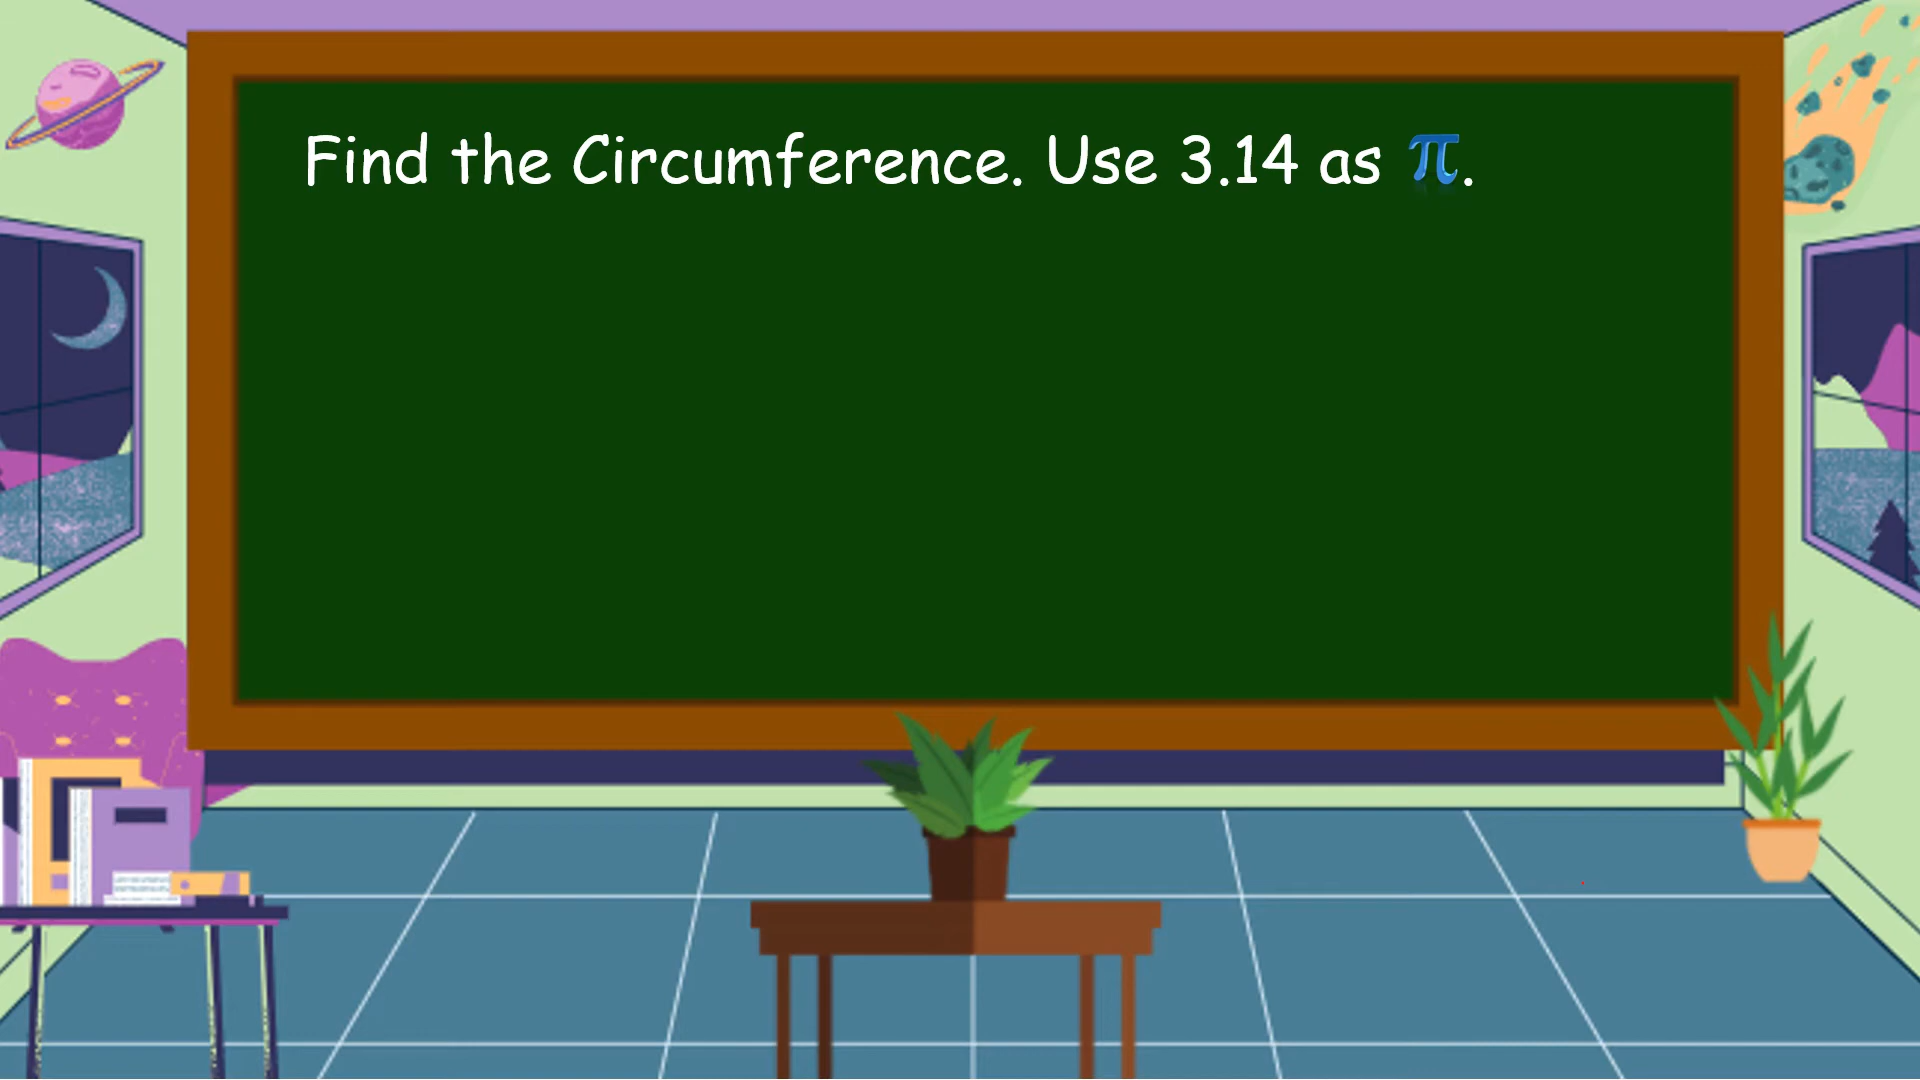 Find the Circumference. Use 3.14 as π.